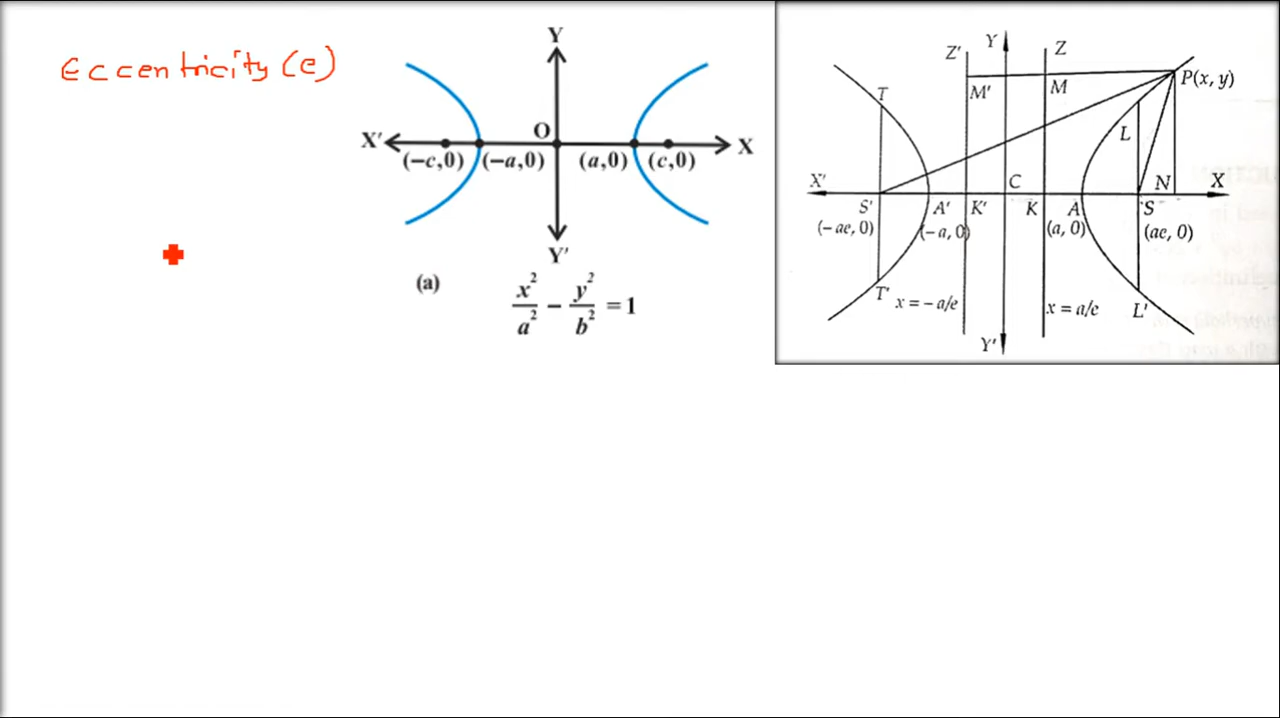 Eccentricity (e)
Y
X'
O
X
(-c,0)
(-a,0)
(a,0)
(c,0)
Y'
(a)
x²/a² - y²/b² = 1
Z'
Y
Z
P(x, y)
M'
M
T
L
X'
C
N
X
S'
A'
K'
K
A
S
(- ae, 0)
(- a, 0)
(a, 0)
(ae, 0)
T'
x = - a/e
x = a/e
L'
Y'